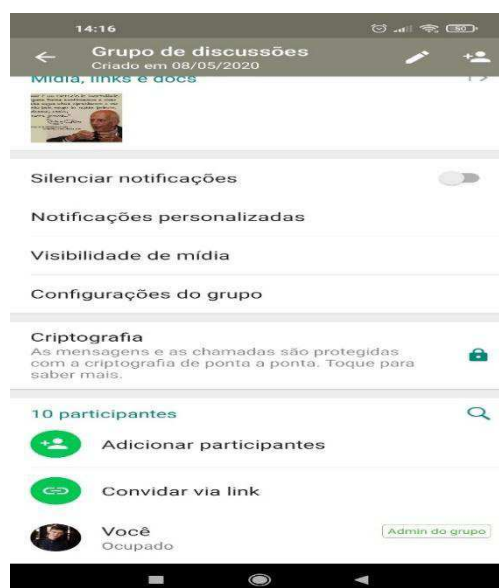 14:16
50
Grupo de discussões
Criado em 08/05/2020
Mídia, links e docs
Silenciar notificações
Notificações personalizadas
Visibilidade de mídia
Configurações do grupo
Criptografia
As mensagens e as chamadas são protegidas
com a criptografia de ponta a ponta. Toque para
saber mais.
10 participantes
Adicionar participantes
Convidar via link
Você
Admin do grupo
Ocupado